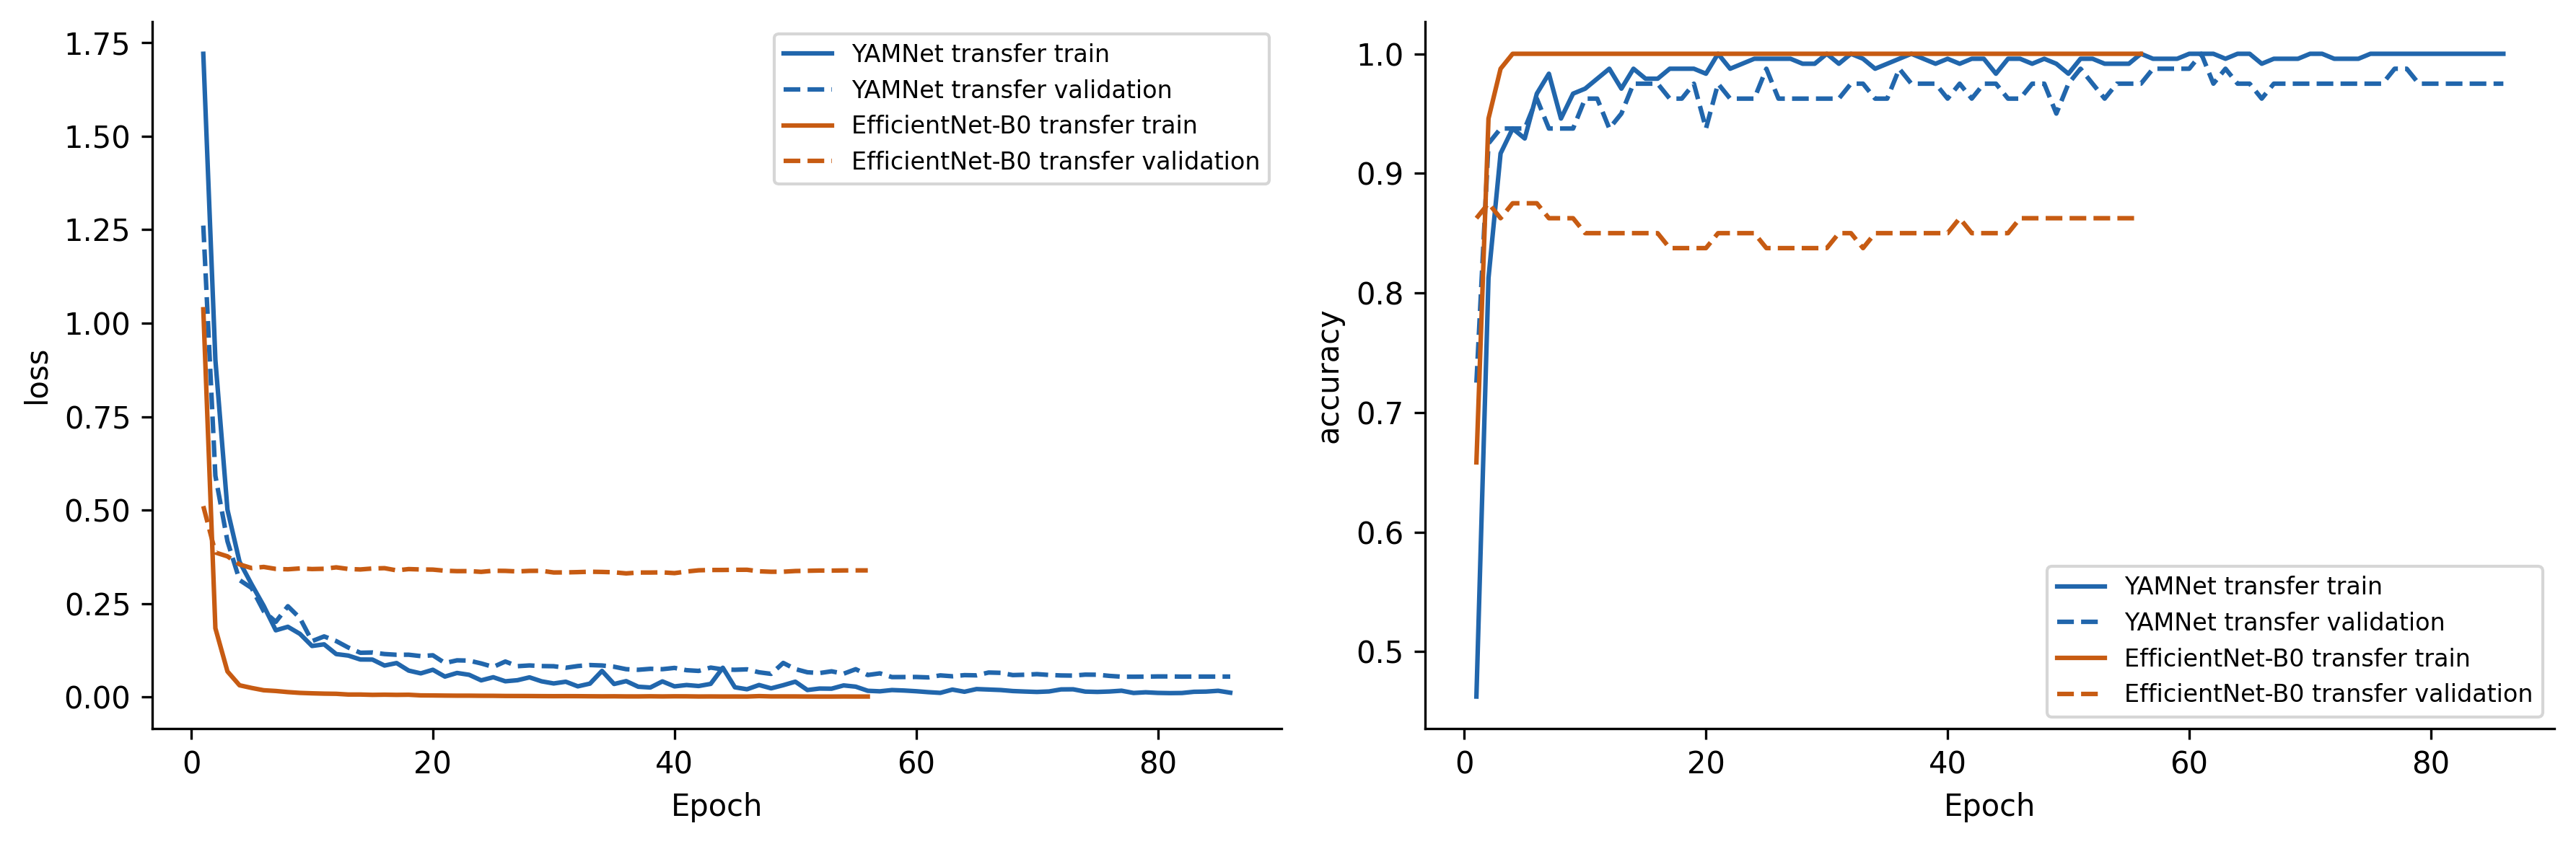 loss
1.75
1.50
1.25
1.00
0.75
0.50
0.25
0.00
0
20
40
60
80
Epoch
YAMNet transfer train
YAMNet transfer validation
EfficientNet-B0 transfer train
EfficientNet-B0 transfer validation
accuracy
1.0
0.9
0.8
0.7
0.6
0.5
0
20
40
60
80
Epoch
YAMNet transfer train
YAMNet transfer validation
EfficientNet-B0 transfer train
EfficientNet-B0 transfer validation